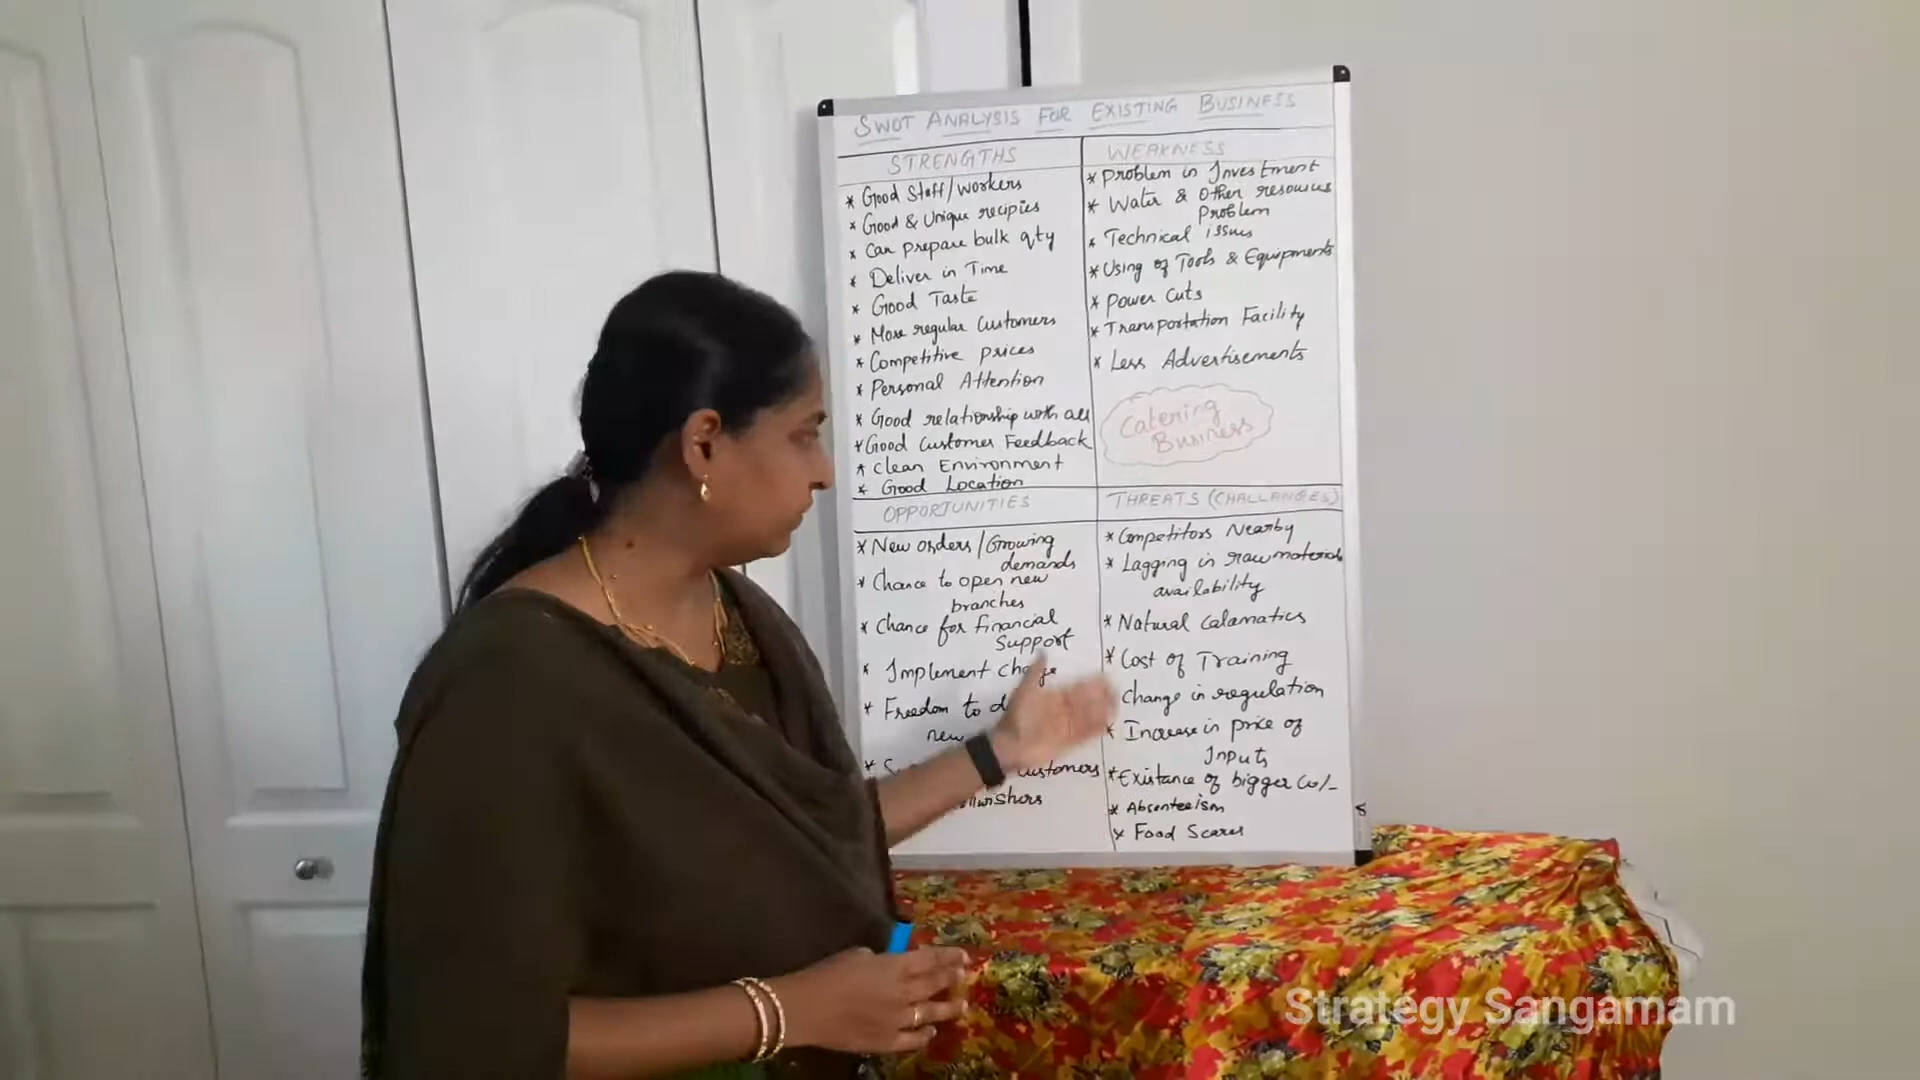 SWOT ANALYSIS FOR EXISTING BUSINESS
STRENGTHS
* Good Staff/workers
* Good & Unique recipies
* Can prepare bulk qty
* Deliver in Time
* Good Taste
* More regular Customers
* Competitive prices
* Personal Attention
* Good relationship with all
* Good Customer Feedback
* Clean Environment
* Good Location
WEAKNESS
* Problem in Investment
* Water & Other resources
Problem
* Technical issues
* Using of Tools & Equipments
* Power Cuts
* Transportation Facility
* Less Advertisements
Catering
Business
OPPORTUNITIES
* New orders/Growing
demands
* Chance to open new
branches
* Chance for Financial
Support
* Implement
* Freedom to
new
* Customers
THREATS (CHALLANGES)
* Competitors Nearby
* Lagging in raw materials
availability
* Natural Calamatics
* Cost of Training
Change in regulation
* Increase in price of
Inputs
* Existance of bigger Co/-
* Absenteeism
* Food Scares
Strategy Sangamam